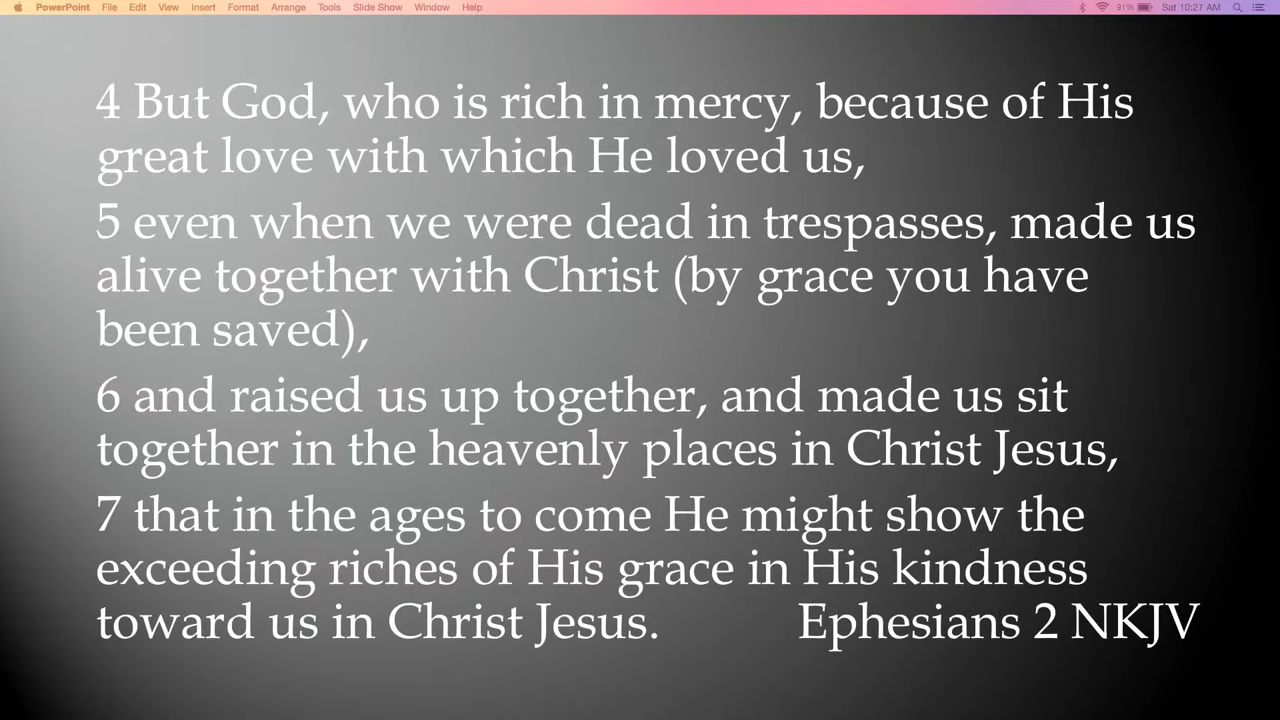 PowerPoint File Edit View Insert Format Arrange Tools Slide Show Window Help 91% Sat 10:27 AM
4 But God, who is rich in mercy, because of His
great love with which He loved us,
5 even when we were dead in trespasses, made us
alive together with Christ (by grace you have
been saved),
6 and raised us up together, and made us sit
together in the heavenly places in Christ Jesus,
7 that in the ages to come He might show the
exceeding riches of His grace in His kindness
toward us in Christ Jesus. Ephesians 2 NKJV